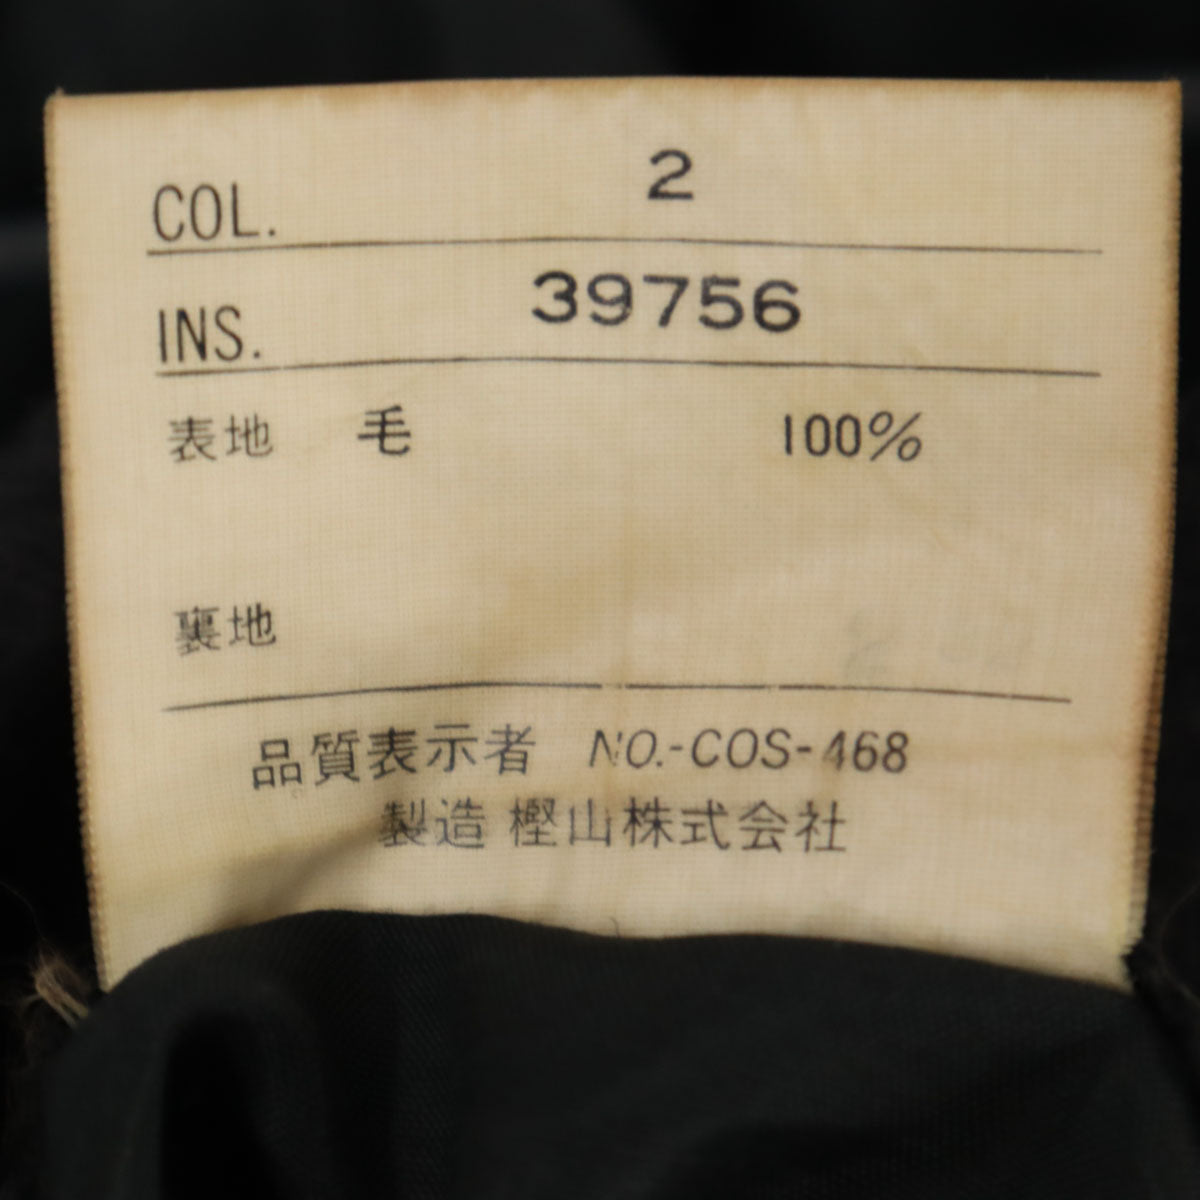 COL. 2
INS. 39756
表地 毛 100%
裏地
品質表示者 NO.-COS-468
製造 樫山株式会社